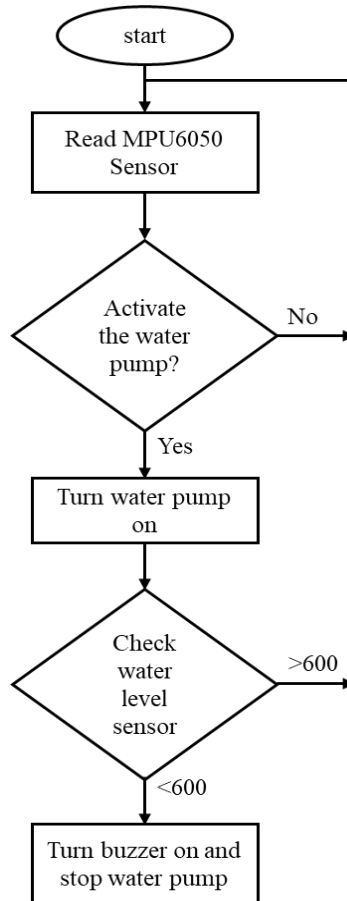 start
Read MPU6050
Sensor
Activate
the water
pump?
No
Yes
Turn water pump
on
Check
water
level
sensor
>600
<600
Turn buzzer on and
stop water pump